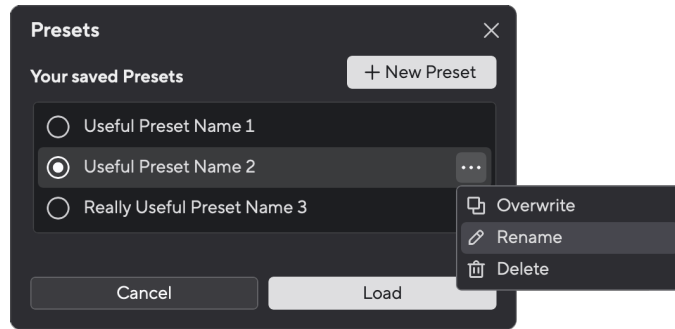 Presets
Your saved Presets
New Preset
Useful Preset Name 1
Useful Preset Name 2
Really Useful Preset Name 3
Overwrite
Rename
Delete
Cancel
Load